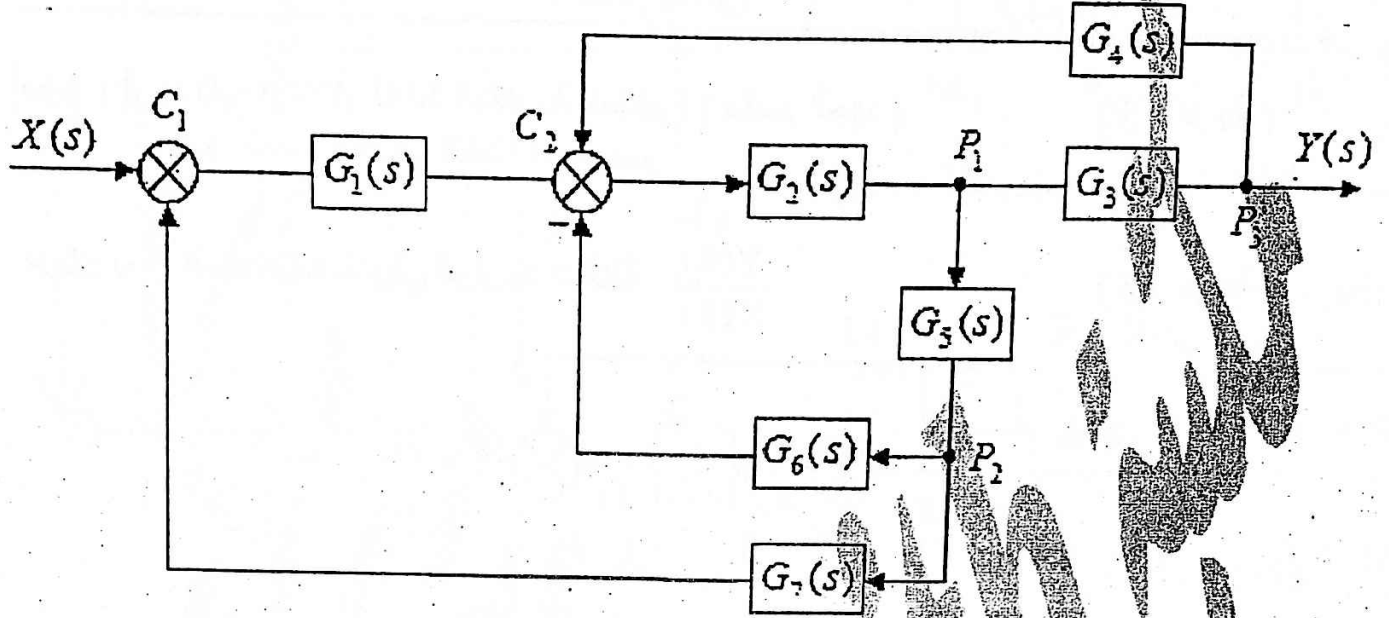 G₄(s)
C₁
X(s)
C₂
P₁
Y(s)
G₁(s)
G₂(s)
G₃(s)
P₃
-
G₅(s)
G₆(s)
P₂
G₇(s)